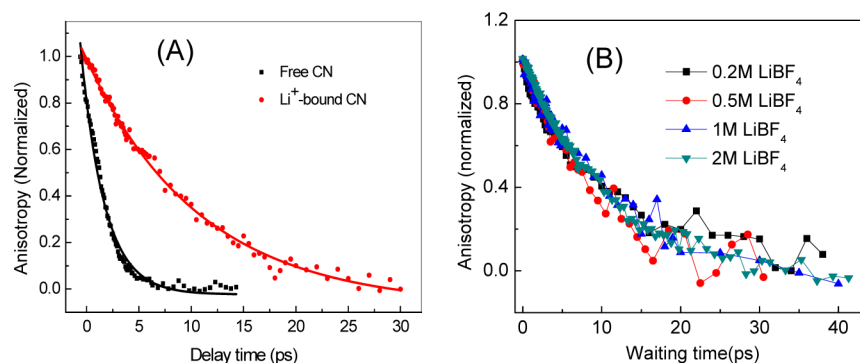 (A)
Free CN
Li+-bound CN
Anisotropy (Normalized)
1.0
0.8
0.6
0.4
0.2
0.0
0 5 10 15 20 25 30
Delay time (ps)
(B)
0.2M LiBF4
0.5M LiBF4
1M LiBF4
2M LiBF4
Anisotropy (normalized)
1.2
0.8
0.4
0.0
0 10 20 30 40
Waiting time(ps)